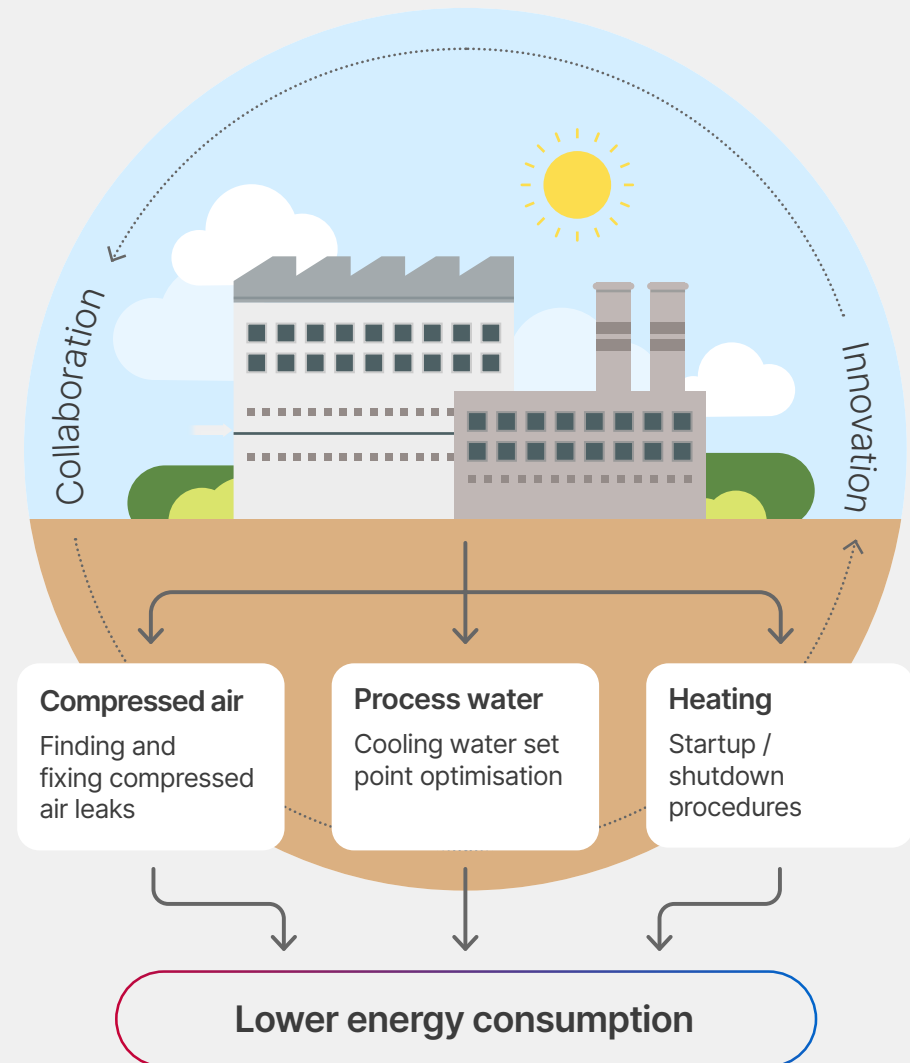 Collaboration
Innovation
Compressed air
Finding and
fixing compressed
air leaks
Process water
Cooling water set
point optimisation
Heating
Startup /
shutdown
procedures
Lower energy consumption